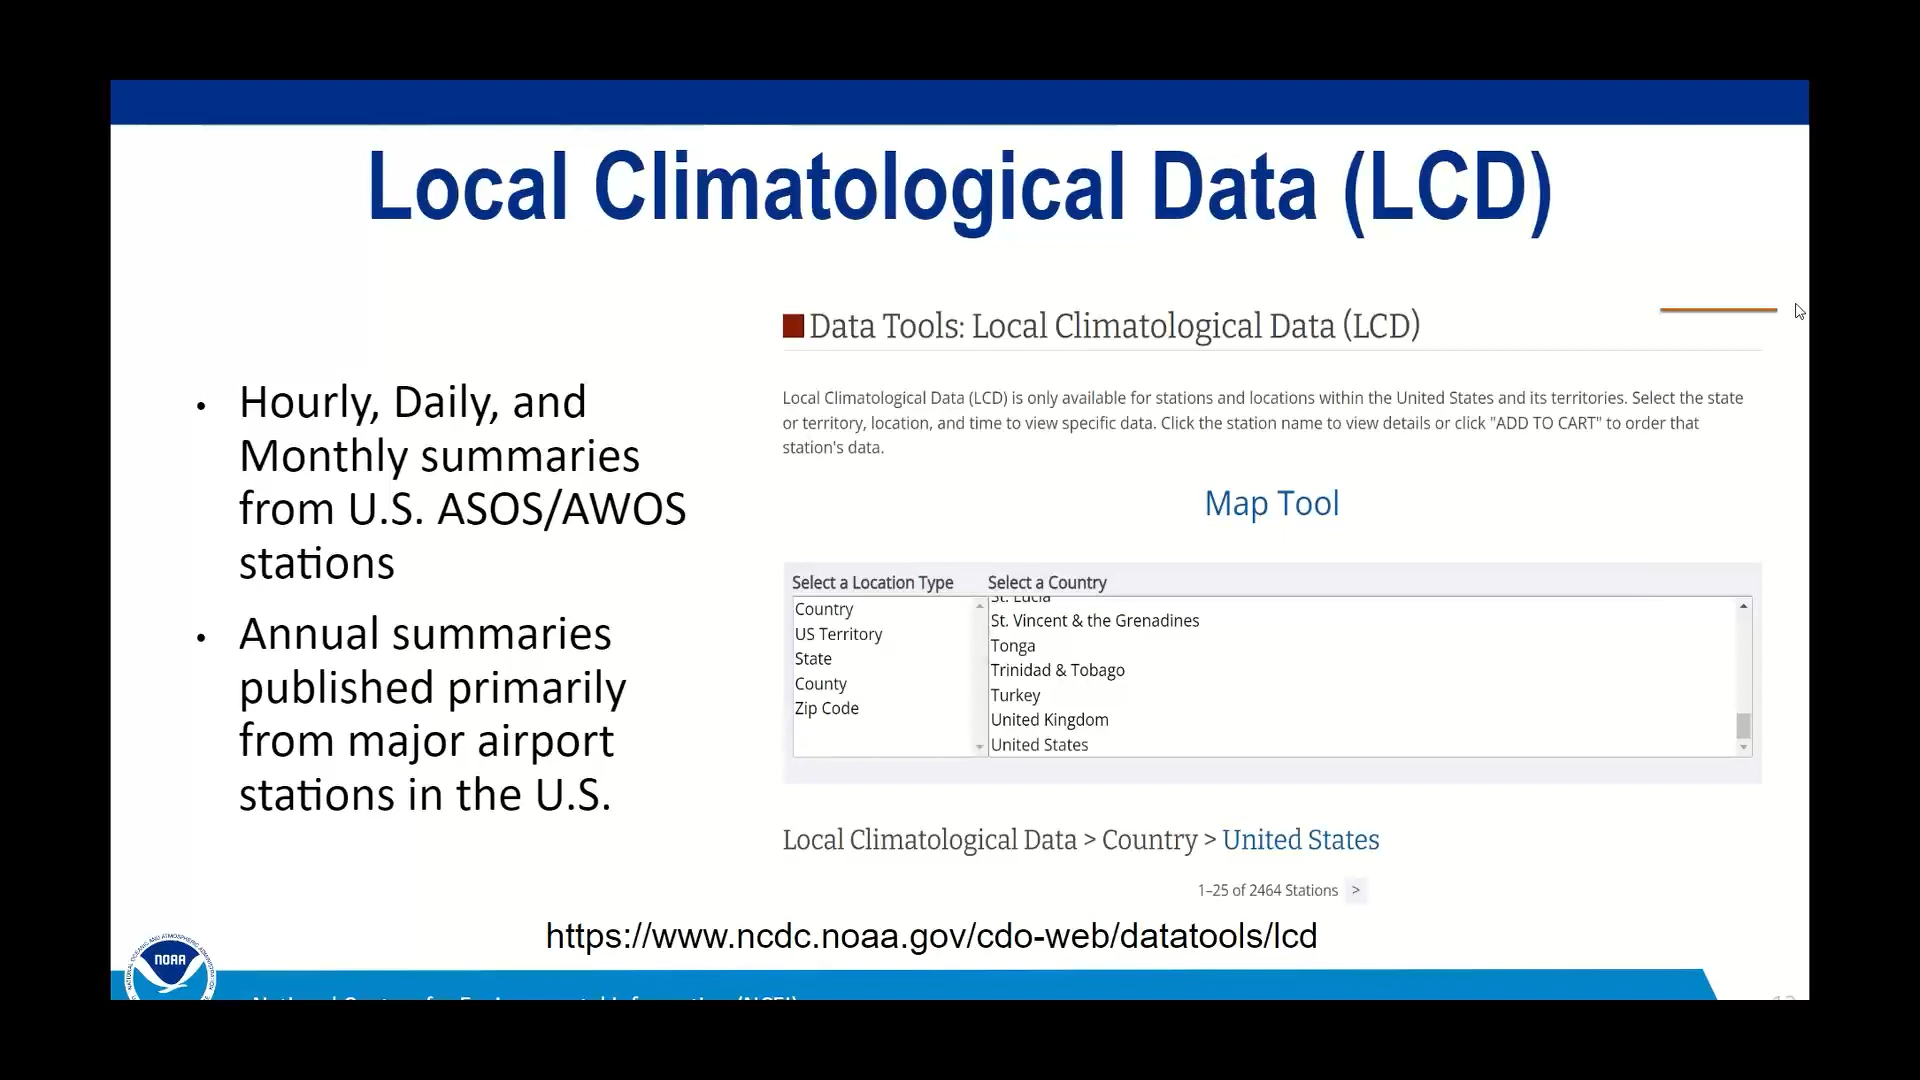 Local Climatological Data (LCD)
• Hourly, Daily, and
Monthly summaries
from U.S. ASOS/AWOS
stations
• Annual summaries
published primarily
from major airport
stations in the U.S.
Data Tools: Local Climatological Data (LCD)
Local Climatological Data (LCD) is only available for stations and locations within the United States and its territories. Select the state
or territory, location, and time to view specific data. Click the station name to view details or click "ADD TO CART" to order that
station's data.
Map Tool
Select a Location Type
Country
US Territory
State
County
Zip Code
Select a Country
St. Lucia
St. Vincent & the Grenadines
Tonga
Trinidad & Tobago
Turkey
United Kingdom
United States
Local Climatological Data > Country > United States
1–25 of 2464 Stations >
https://www.ncdc.noaa.gov/cdo-web/datatools/lcd
NOAA